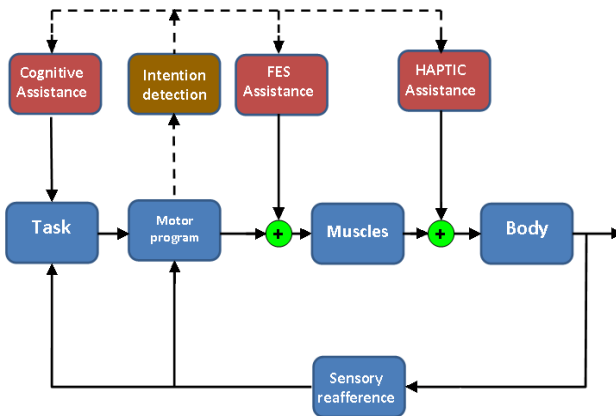 Cognitive
Assistance
Intention
detection
FES
Assistance
HAPTIC
Assistance
Task
Motor
program
+
Muscles
+
Body
Sensory
reafference